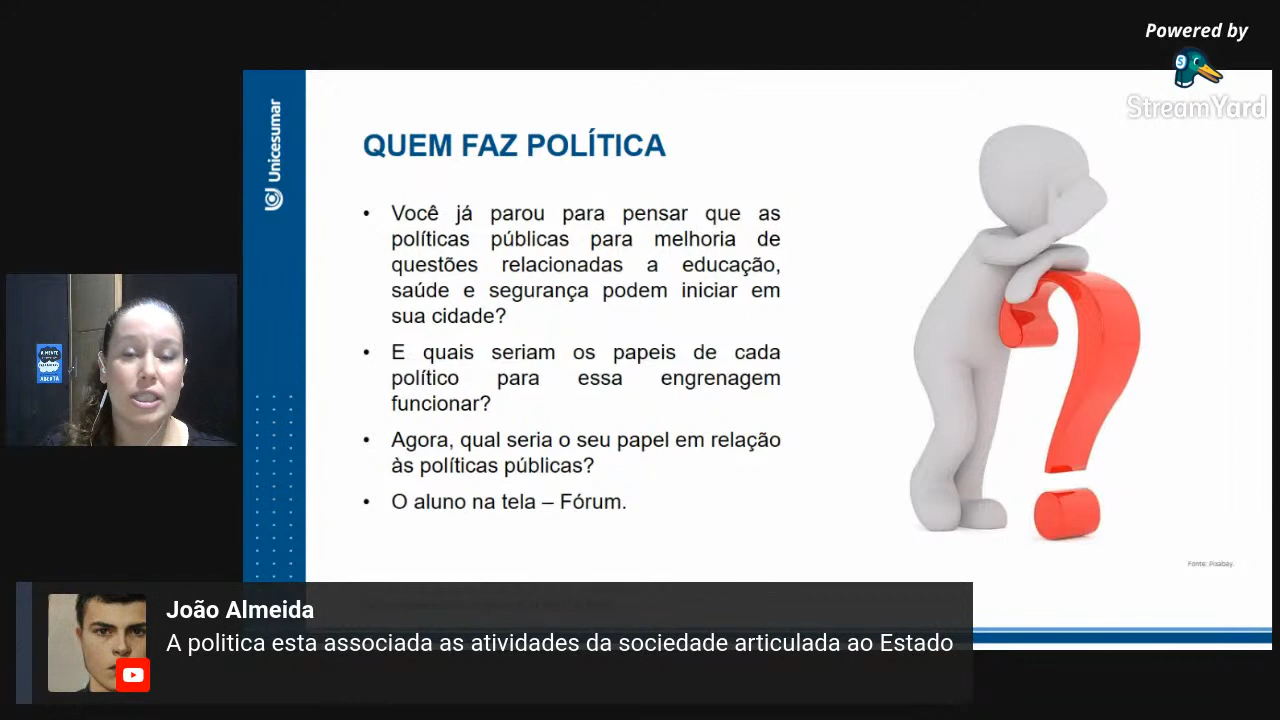 Powered by
StreamYard
Unicesumar
QUEM FAZ POLÍTICA
• Você já parou para pensar que as
políticas públicas para melhoria de
questões relacionadas a educação,
saúde e segurança podem iniciar em
sua cidade?
• E quais seriam os papeis de cada
político para essa engrenagem
funcionar?
• Agora, qual seria o seu papel em relação
às políticas públicas?
• O aluno na tela – Fórum.
A MENTE
ABERTA
Fonte: Pixabay.
João Almeida
A politica esta associada as atividades da sociedade articulada ao Estado